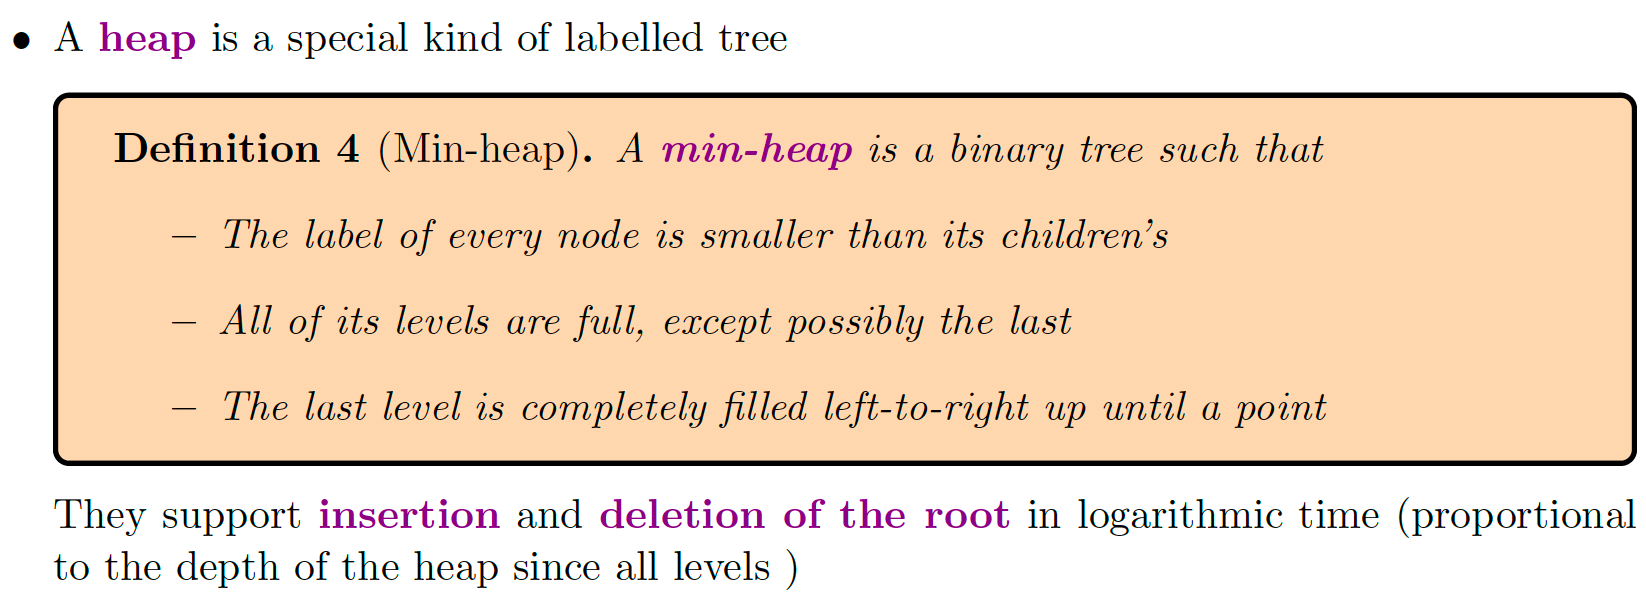 • A heap is a special kind of labelled tree
Definition 4 (Min-heap). A min-heap is a binary tree such that
– The label of every node is smaller than its children's
– All of its levels are full, except possibly the last
– The last level is completely filled left-to-right up until a point
They support insertion and deletion of the root in logarithmic time (proportional
to the depth of the heap since all levels )